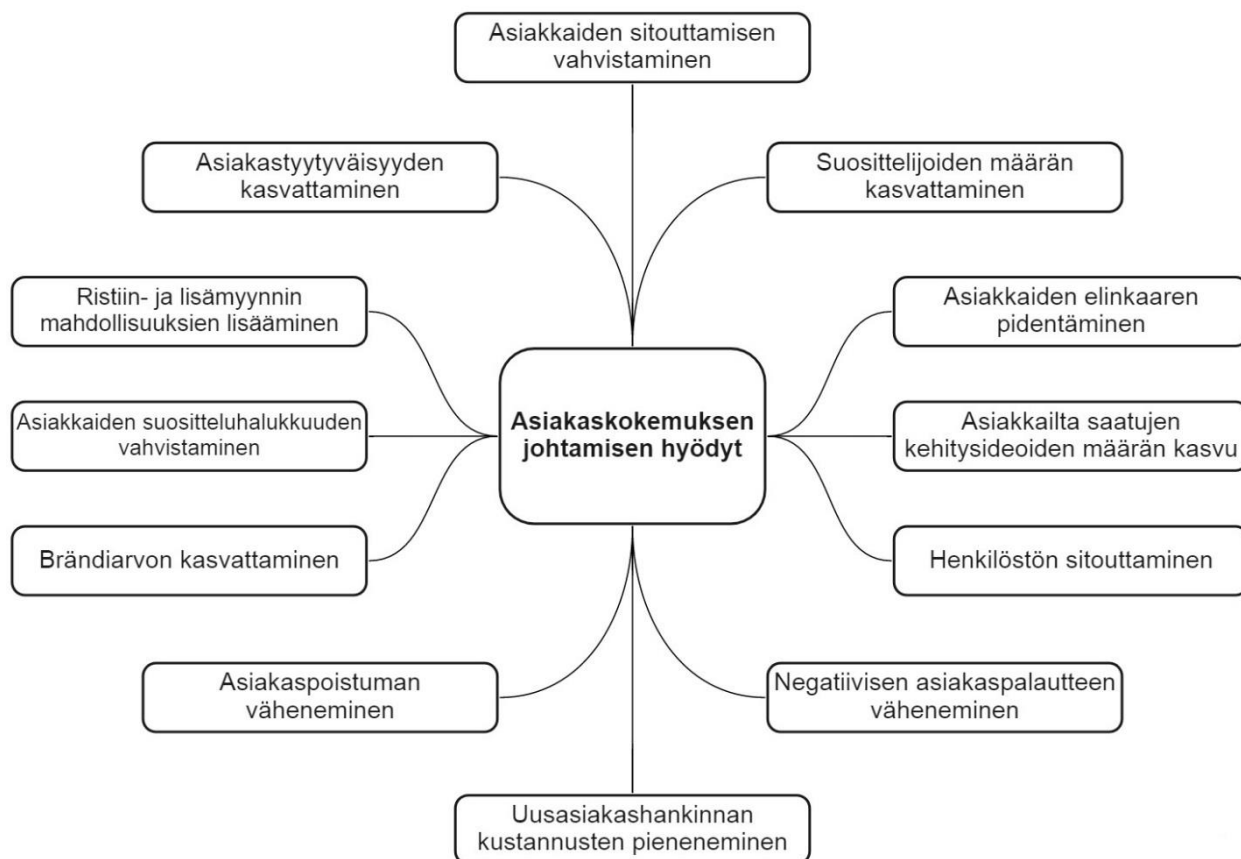 Asiakkaiden sitouttamisen
vahvistaminen
Asiakastyytyväisyyden
kasvattaminen
Suosittelijoiden määrän
kasvattaminen
Ristiin- ja lisämyynnin
mahdollisuuksien lisääminen
Asiakkaiden elinkaaren
pidentäminen
Asiakaskokemuksen
johtamisen hyödyt
Asiakkaiden suositteluhalukkuuden
vahvistaminen
Asiakkailta saatujen
kehitysideoiden määrän kasvu
Brändiarvon kasvattaminen
Henkilöstön sitouttaminen
Asiakaspoistuman
väheneminen
Negatiivisen asiakaspalautteen
väheneminen
Uusasiakashankinnan
kustannusten pieneneminen